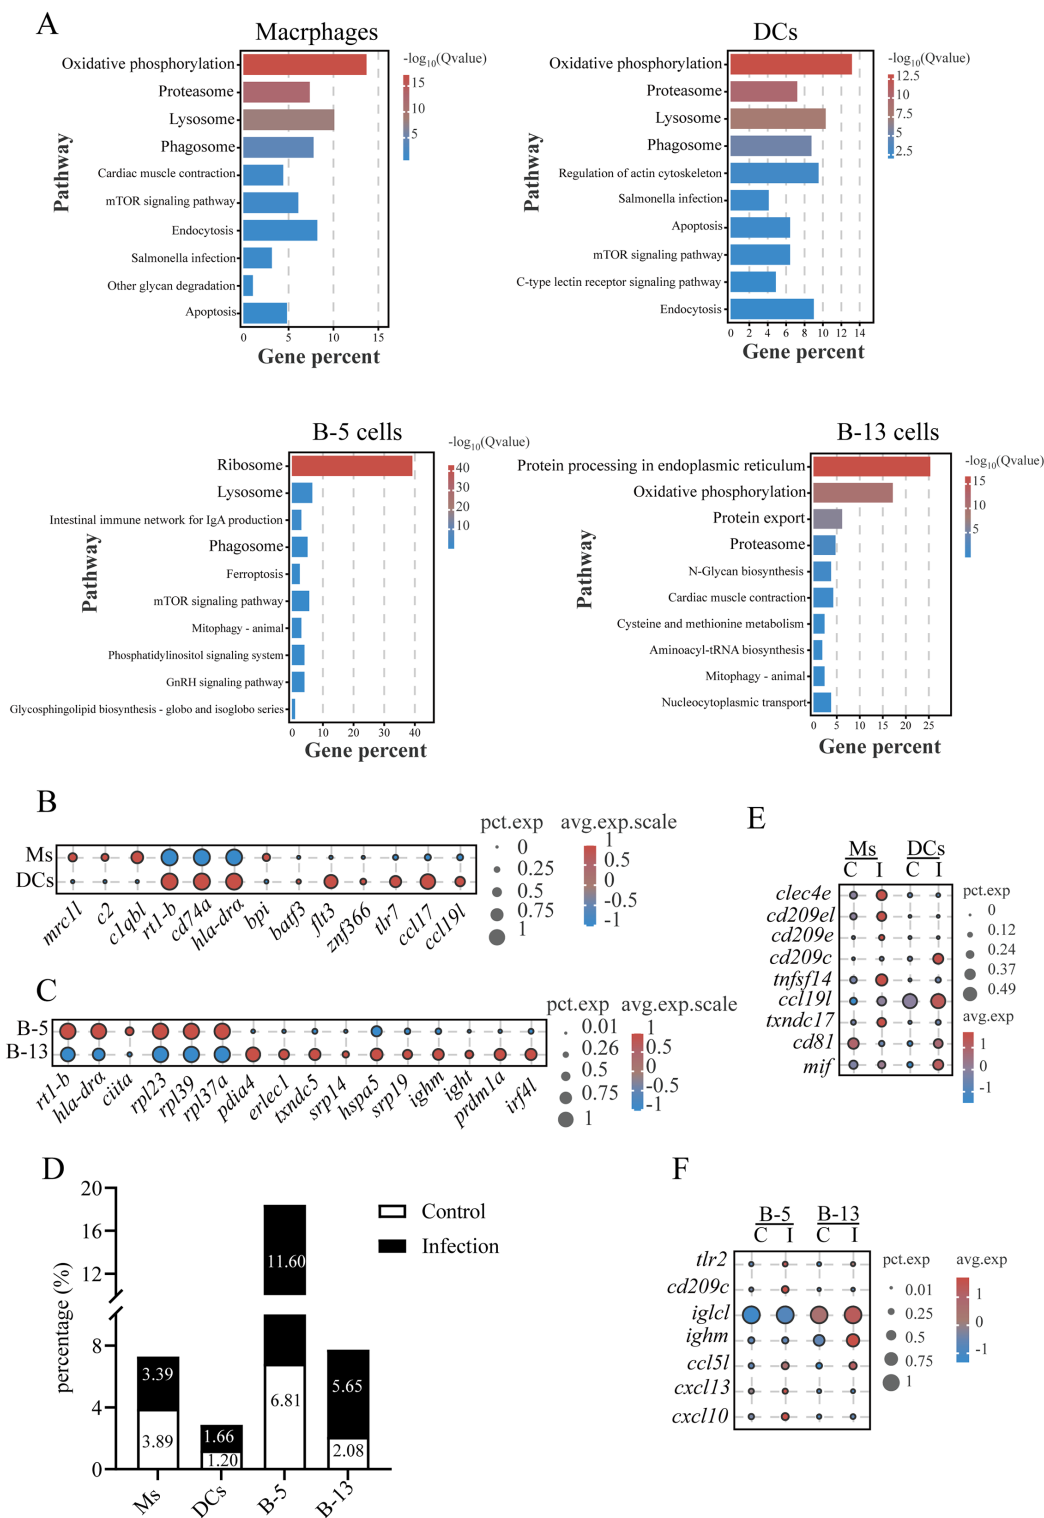 A
Macrphages
Pathway
Oxidative phosphorylation
Proteasome
Lysosome
Phagosome
Cardiac muscle contraction
mTOR signaling pathway
Endocytosis
Salmonella infection
Other glycan degradation
Apoptosis
0 5 10 15
Gene percent
-log10(Qvalue)
15
10
5
DCs
Pathway
Oxidative phosphorylation
Proteasome
Lysosome
Phagosome
Regulation of actin cytoskeleton
Salmonella infection
Apoptosis
mTOR signaling pathway
C-type lectin receptor signaling pathway
Endocytosis
0 2 4 6 8 10 12 14
Gene percent
-log10(Qvalue)
12.5
10
7.5
5
2.5
B-5 cells
Pathway
Ribosome
Lysosome
Intestinal immune network for IgA production
Phagosome
Ferroptosis
mTOR signaling pathway
Mitophagy - animal
Phosphatidylinositol signaling system
GnRH signaling pathway
Glycosphingolipid biosynthesis - globo and isoglobo series
0 10 20 30 40
Gene percent
-log10(Qvalue)
40
30
20
10
B-13 cells
Pathway
Protein processing in endoplasmic reticulum
Oxidative phosphorylation
Protein export
Proteasome
N-Glycan biosynthesis
Cardiac muscle contraction
Cysteine and methionine metabolism
Aminoacyl-tRNA biosynthesis
Mitophagy - animal
Nucleocytoplasmic transport
0 5 10 15 20 25
Gene percent
-log10(Qvalue)
15
10
5
B
Ms
DCs
mrc1l c2 c1qbl rt1-b cd74a hla-drα bpi batf3 flt3 znf366 tlr7 ccl17 ccl19l
pct.exp
0
0.25
0.5
0.75
1
avg.exp.scale
1
0.5
0
-0.5
-1
C
B-5
B-13
rt1-b hla-drα ciita rpl23 rpl39 rpl37a pdia4 erlec1 txndc5 srp14 hspa5 srp19 ighm ight prdm1a irf4l
pct.exp
0.01
0.26
0.5
0.75
1
avg.exp.scale
1
0.5
0
-0.5
-1
D
percentage (%)
20
16
12
8
4
0
Control
Infection
3.39
3.89
1.66
1.20
11.60
6.81
5.65
2.08
Ms DCs B-5 B-13
E
Ms DCs
C I C I
clec4e
cd209el
cd209e
cd209c
tnfsf14
ccl19l
txndc17
cd81
mif
pct.exp
0
0.12
0.24
0.37
0.49
avg.exp
1
0
-1
F
B-5 B-13
C I C I
tlr2
cd209c
iglcl
ighm
ccl5l
cxcl13
cxcl10
pct.exp
0.01
0.25
0.5
0.75
1
avg.exp
1
0
-1